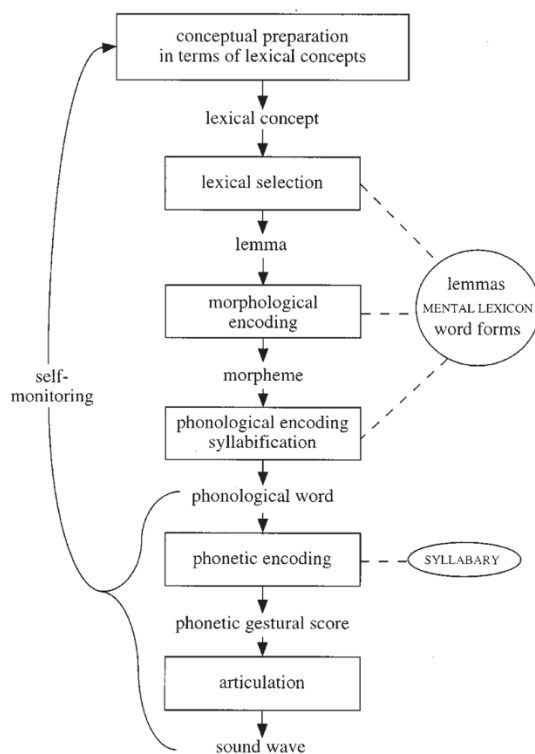 conceptual preparation
in terms of lexical concepts
lexical concept
lexical selection
lemma
lemmas
MENTAL LEXICON
word forms
morphological
encoding
morpheme
self-
monitoring
phonological encoding
syllabification
phonological word
phonetic encoding
SYLLABARY
phonetic gestural score
articulation
sound wave